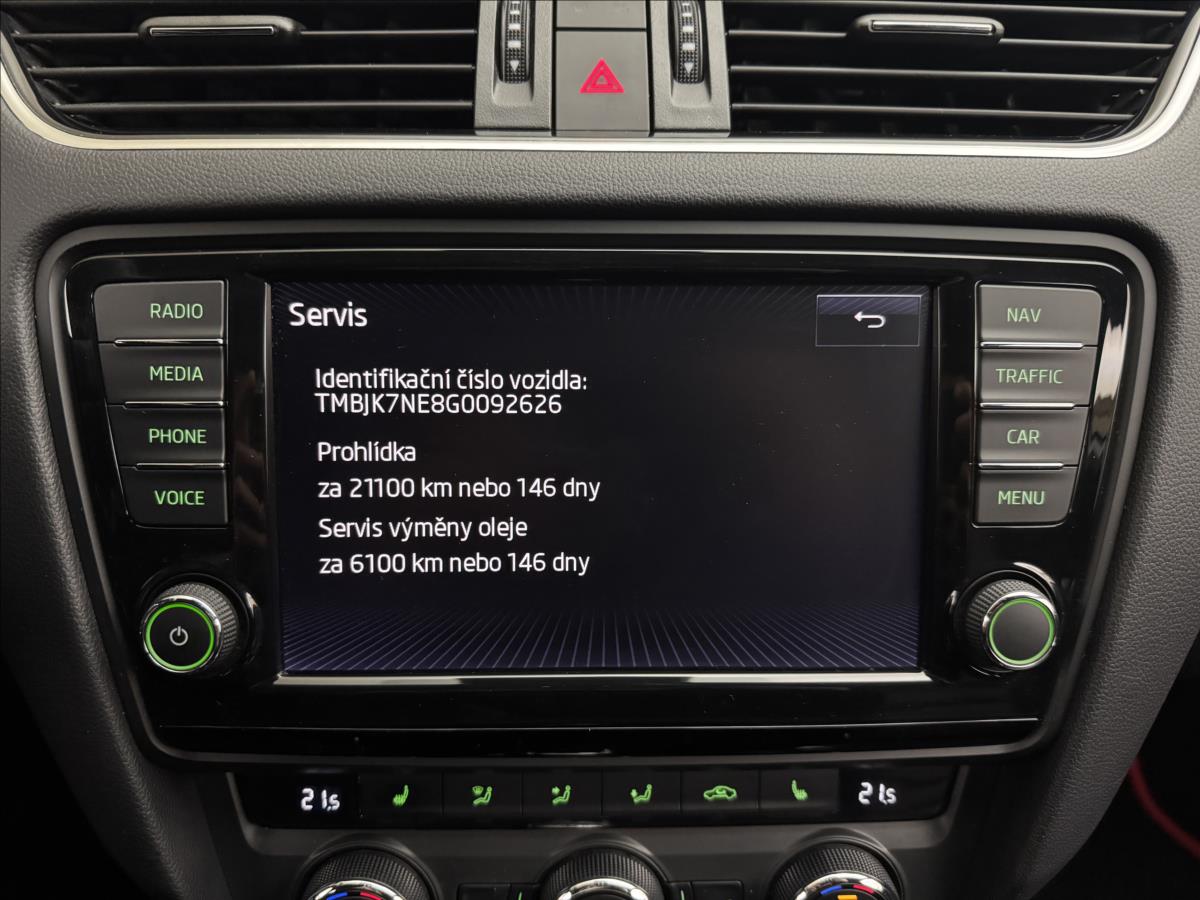 Servis
Identifikační číslo vozidla:
TMBJK7NE8G0092626
Prohlídka
za 21100 km nebo 146 dny
Servis výměny oleje
za 6100 km nebo 146 dny
RADIO
MEDIA
PHONE
VOICE
NAV
TRAFFIC
CAR
MENU
21.5
21.5